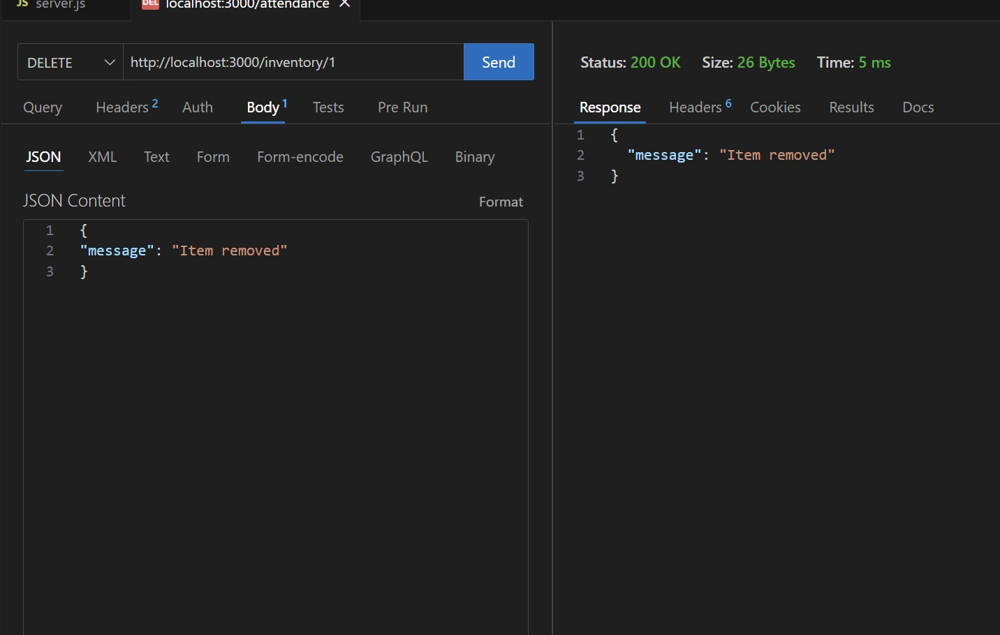 JS server.js DEL localhost:3000/attendance
DELETE http://localhost:3000/inventory/1 Send
Query Headers 2 Auth Body 1 Tests Pre Run
JSON XML Text Form Form-encode GraphQL Binary
JSON Content Format
1 {
2 "message": "Item removed"
3 }
Status: 200 OK Size: 26 Bytes Time: 5 ms
Response Headers 6 Cookies Results Docs
1 {
2 "message": "Item removed"
3 }